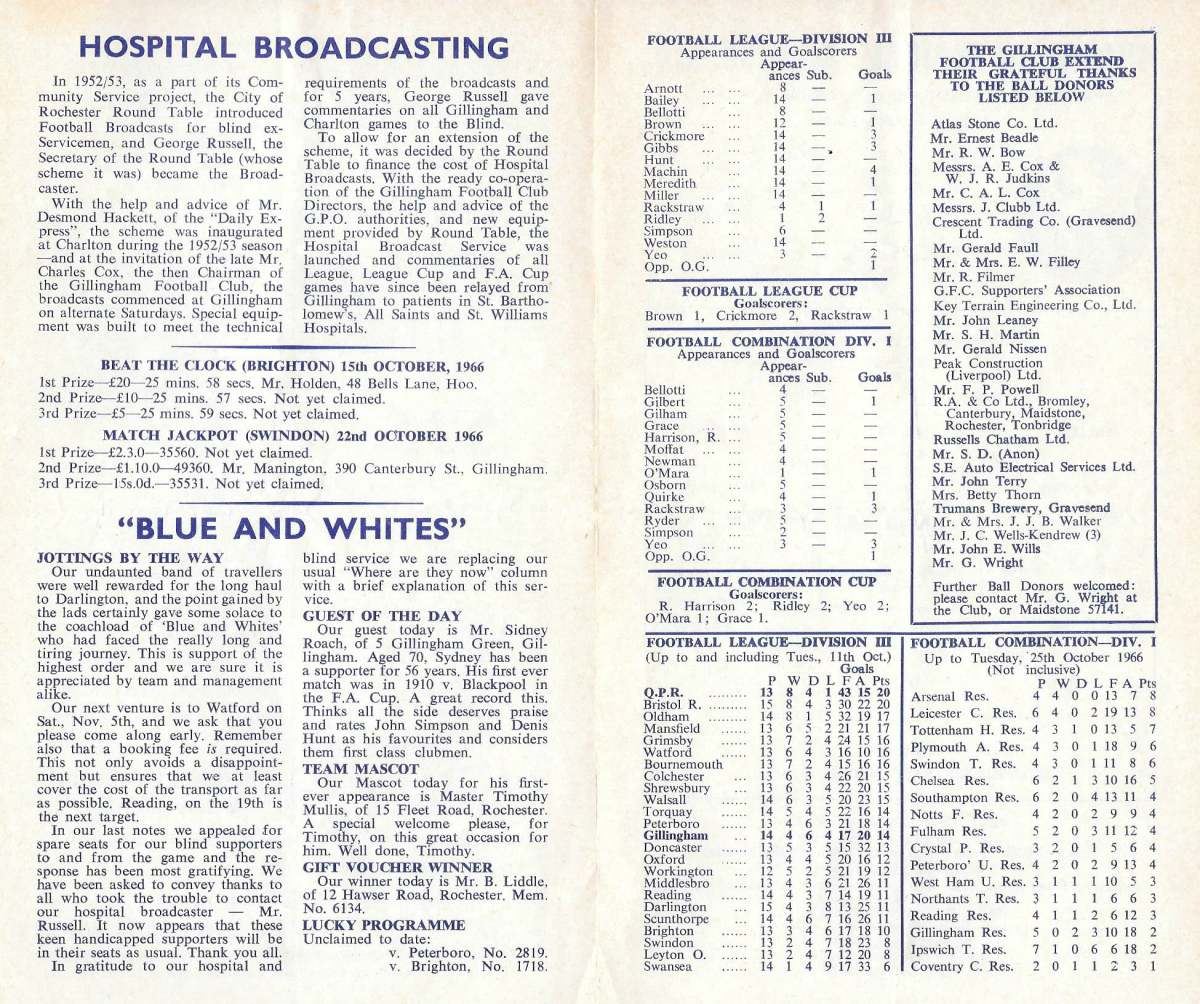 HOSPITAL BROADCASTING
In 1952/53, as a part of its Com-
munity Service project, the City of
Rochester Round Table introduced
Football Broadcasts for blind ex-
Servicemen, and George Russell, the
Secretary of the Round Table (whose
scheme it was) became the Broad-
caster.
With the help and advice of Mr.
Desmond Hackett, of the "Daily Ex-
press", the scheme was inaugurated
at Charlton during the 1952/53 season
—and at the invitation of the late Mr.
Charles Cox, the then Chairman of
the Gillingham Football Club, the
broadcasts commenced at Gillingham
on alternate Saturdays. Special equip-
ment was built to meet the technical
requirements of the broadcasts and
for 5 years, George Russell gave
commentaries on all Gillingham and
Charlton games to the Blind.
To allow for an extension of the
scheme, it was decided by the Round
Table to finance the cost of Hospital
Broadcasts. With the ready co-opera-
tion of the Gillingham Football Club
Directors, the help and advice of the
G.P.O. authorities, and new equip-
ment provided by Round Table, the
Hospital Broadcast Service was
launched and commentaries of all
League, League Cup and F.A. Cup
games have since been relayed from
Gillingham to patients in St. Bartho-
lomew's, All Saints and St. Williams
Hospitals.
BEAT THE CLOCK (BRIGHTON) 15th OCTOBER, 1966
1st Prize—£20—25 mins. 58 secs. Mr. Holden, 48 Bells Lane, Hoo.
2nd Prize—£10—25 mins. 57 secs. Not yet claimed.
3rd Prize—£5—25 mins. 59 secs. Not yet claimed.
MATCH JACKPOT (SWINDON) 22nd OCTOBER 1966
1st Prize—£2.3.0—35560. Not yet claimed.
2nd Prize—£1.10.0—49360. Mr. Manington, 390 Canterbury St., Gillingham.
3rd Prize—15s.0d.—35531. Not yet claimed.
"BLUE AND WHITES"
JOTTINGS BY THE WAY
Our undaunted band of travellers
were well rewarded for the long haul
to Darlington, and the point gained by
the lads certainly gave some solace to
the coachload of 'Blue and Whites'
who had faced the really long and
tiring journey. This is support of the
highest order and we are sure it is
appreciated by team and management
alike.
Our next venture is to Watford on
Sat., Nov. 5th, and we ask that you
please come along early. Remember
also that a booking fee is required.
This not only avoids a disappoint-
ment but ensures that we at least
cover the cost of the transport as far
as possible. Reading, on the 19th is
the next target.
In our last notes we appealed for
spare seats for our blind supporters
to and from the game and the re-
sponse has been most gratifying. We
have been asked to convey thanks to
all who took the trouble to contact
our hospital broadcaster — Mr.
Russell. It now appears that these
keen handicapped supporters will be
in their seats as usual. Thank you all.
In gratitude to our hospital and
blind service we are replacing our
usual "Where are they now" column
with a brief explanation of this ser-
vice.
GUEST OF THE DAY
Our guest today is Mr. Sidney
Roach, of 5 Gillingham Green, Gil-
lingham. Aged 70, Sydney has been
a supporter for 56 years. His first ever
match was in 1910 v. Blackpool in
the F.A. Cup. A great record this.
Thinks all the side deserves praise
and rates John Simpson and Denis
Hunt as his favourites and considers
them first class clubmen.
TEAM MASCOT
Our Mascot today for his first-
ever appearance is Master Timothy
Mullis, of 15 Fleet Road, Rochester.
A special welcome please, for
Timothy, on this great occasion for
him. Well done, Timothy.
GIFT VOUCHER WINNER
Our winner today is Mr. B. Liddle,
of 12 Hawser Road, Rochester. Mem.
No. 6134.
LUCKY PROGRAMME
Unclaimed to date:
v. Peterboro, No. 2819.
v. Brighton, No. 1718.
FOOTBALL LEAGUE—DIVISION III
Appearances and Goalscorers
Appear-
ances Sub. Goals
Arnott ... ... 8 — —
Bailey ... ... 14 — 1
Bellotti ... 8 — —
Brown ... ... 12 — 1
Crickmore ... 14 — 3
Gibbs ... ... 14 — 3
Hunt ... ... 14 — —
Machin ... 14 — 4
Meredith ... 14 — 1
Miller ... ... 14 — —
Rackstraw ... 4 1 1
Ridley ... ... 1 2 —
Simpson ... 6 — —
Weston ... 14 — —
Yeo ... ... 3 — 2
Opp. O.G. 1
FOOTBALL LEAGUE CUP
Goalscorers:
Brown 1, Crickmore 2, Rackstraw 1
FOOTBALL COMBINATION DIV. I
Appearances and Goalscorers
Appear-
ances Sub. Goals
Bellotti ... 4 — —
Gilbert ... 5 — 1
Gilham ... 5 — —
Grace ... ... 5 — —
Harrison, R. ... 5 — —
Moffat ... ... 5 — —
Newman ... 4 — —
O'Mara ... 1 — 1
Osborn ... 5 — —
Quirke ... 4 — 1
Rackstraw ... 3 — 3
Ryder ... ... 5 — —
Simpson ... 2 — —
Yeo ... ... 3 — 3
Opp. O.G. 1
FOOTBALL COMBINATION CUP
Goalscorers:
R. Harrison 2; Ridley 2; Yeo 2;
O'Mara 1; Grace 1.
THE GILLINGHAM
FOOTBALL CLUB EXTEND
THEIR GRATEFUL THANKS
TO THE BALL DONORS
LISTED BELOW
Atlas Stone Co. Ltd.
Mr. Ernest Beadle
Mr. R. W. Bow
Messrs. A. E. Cox &
W. J. R. Judkins
Mr. C. A. L. Cox
Messrs. J. Clubb Ltd.
Crescent Trading Co. (Gravesend)
Ltd.
Mr. Gerald Faull
Mr. & Mrs. E. W. Filley
Mr. R. Filmer
G.F.C. Supporters' Association
Key Terrain Engineering Co., Ltd.
Mr. John Leaney
Mr. S. H. Martin
Mr. Gerald Nissen
Peak Construction
(Liverpool) Ltd.
Mr. F. P. Powell
R.A. & Co Ltd., Bromley,
Canterbury, Maidstone,
Rochester, Tonbridge
Russells Chatham Ltd.
Mr. S. D. (Anon)
S.E. Auto Electrical Services Ltd.
Mr. John Terry
Mrs. Betty Thorn
Trumans Brewery, Gravesend
Mr. & Mrs. J. J. B. Walker
Mr. J. C. Wells-Kendrew (3)
Mr. John E. Wills
Mr. G. Wright
Further Ball Donors welcomed:
please contact Mr. G. Wright at
the Club, or Maidstone 57141.
FOOTBALL LEAGUE—DIVISION III
(Up to and including Tues., 11th Oct.)
Goals
P W D L F A Pts
Q.P.R. ......... 13 8 4 1 43 15 20
Bristol R. ......... 15 8 4 3 30 22 20
Oldham ......... 14 8 1 5 32 19 17
Mansfield ...... 13 6 5 2 21 21 17
Grimsby ...... 13 7 2 4 24 15 16
Watford ...... 13 6 4 3 16 10 16
Bournemouth 13 7 2 4 15 16 16
Colchester ... 13 6 3 4 26 21 15
Shrewsbury ... 13 6 3 4 22 20 15
Walsall ...... 14 6 3 5 20 23 15
Torquay ...... 14 5 4 5 22 16 14
Peterboro ... 13 4 6 3 21 18 14
Gillingham ... 14 4 6 4 17 20 14
Doncaster ... 13 5 3 5 15 32 13
Oxford ...... 13 4 4 5 20 16 12
Workington ... 12 5 2 5 21 19 12
Middlesbro ... 13 4 3 6 21 26 11
Reading ...... 14 4 3 7 14 19 11
Darlington ... 15 4 3 8 13 25 11
Scunthorpe ... 14 4 6 7 16 26 11
Brighton ...... 13 3 4 6 17 18 10
Swindon ...... 13 2 4 7 18 23 8
Leyton O. ...... 13 2 4 7 12 20 8
Swansea ...... 14 1 4 9 17 33 6
FOOTBALL COMBINATION—DIV. I
Up to Tuesday, 25th October 1966
(Not inclusive)
P W D L F A Pts
Arsenal Res. 4 4 0 0 13 7 8
Leicester C. Res. 6 4 0 2 19 13 8
Tottenham H. Res. 4 3 1 0 13 5 7
Plymouth A. Res. 4 3 0 1 18 9 6
Swindon T. Res. 4 3 0 1 11 8 6
Chelsea Res. 6 2 1 3 10 16 5
Southampton Res. 6 2 0 4 13 11 4
Notts F. Res. 4 2 0 2 9 9 4
Fulham Res. 5 2 0 3 11 12 4
Crystal P. Res. 3 2 0 1 5 6 4
Peterboro' U. Res. 4 2 0 2 9 13 4
West Ham U. Res. 3 1 1 1 10 5 3
Northants T. Res. 3 1 1 1 6 6 3
Reading Res. 4 1 1 2 6 12 3
Gillingham Res. 5 0 2 3 10 18 2
Ipswich T. Res. 7 1 0 6 6 18 2
Coventry C. Res. 2 0 1 1 2 3 1